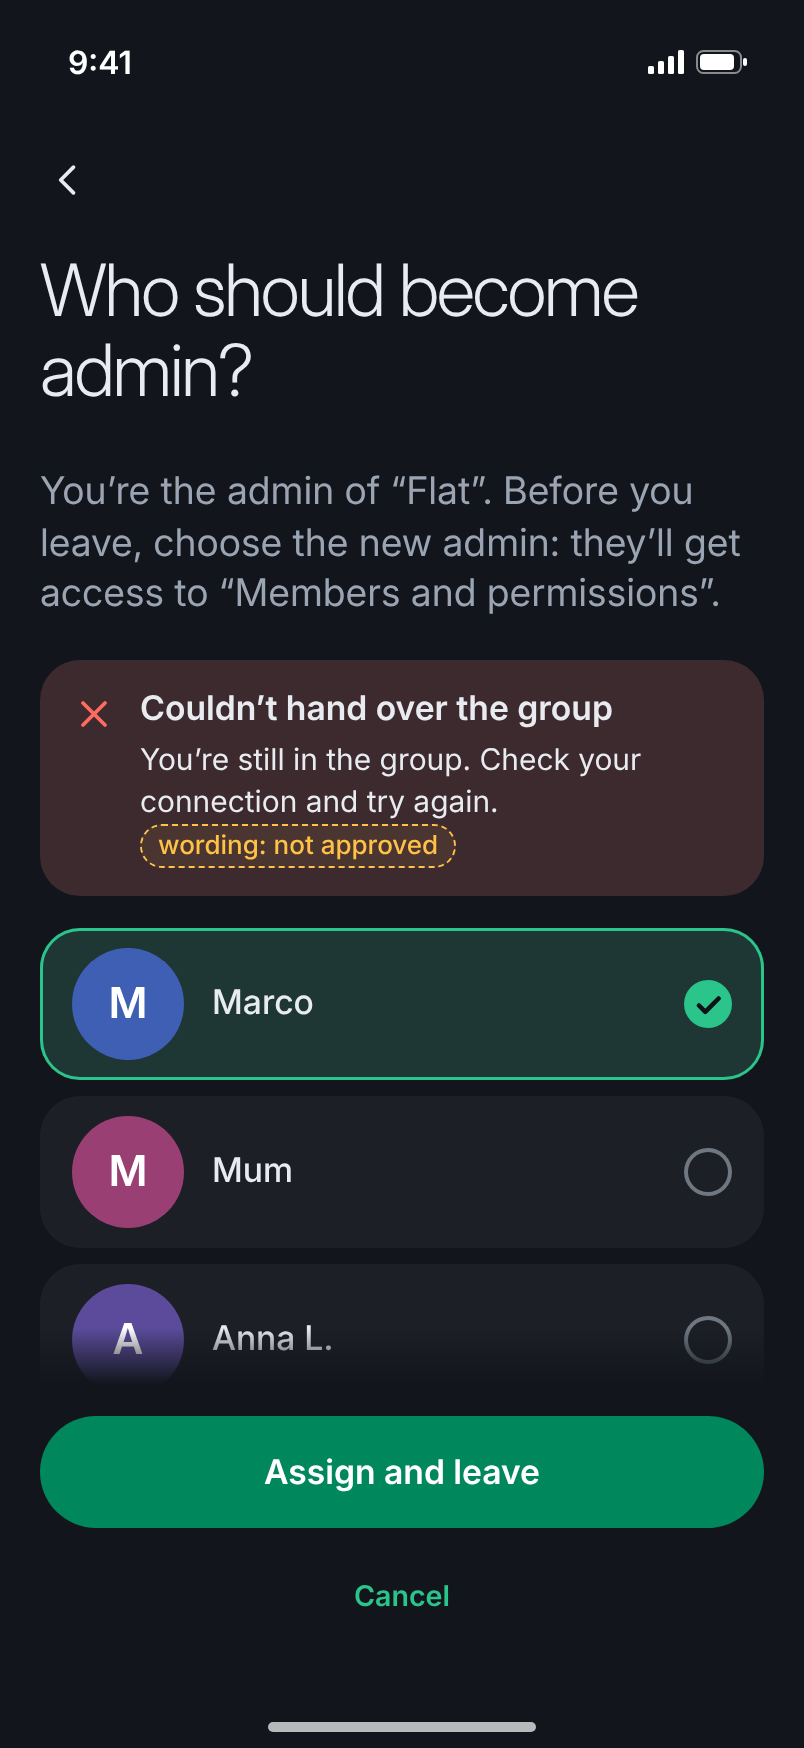 9:41
Who should become
admin?
You’re the admin of “Flat”. Before you
leave, choose the new admin: they’ll get
access to “Members and permissions”.
Couldn’t hand over the group
You’re still in the group. Check your
connection and try again.
wording: not approved
M
Marco
M
Mum
A
Anna L.
Assign and leave
Cancel